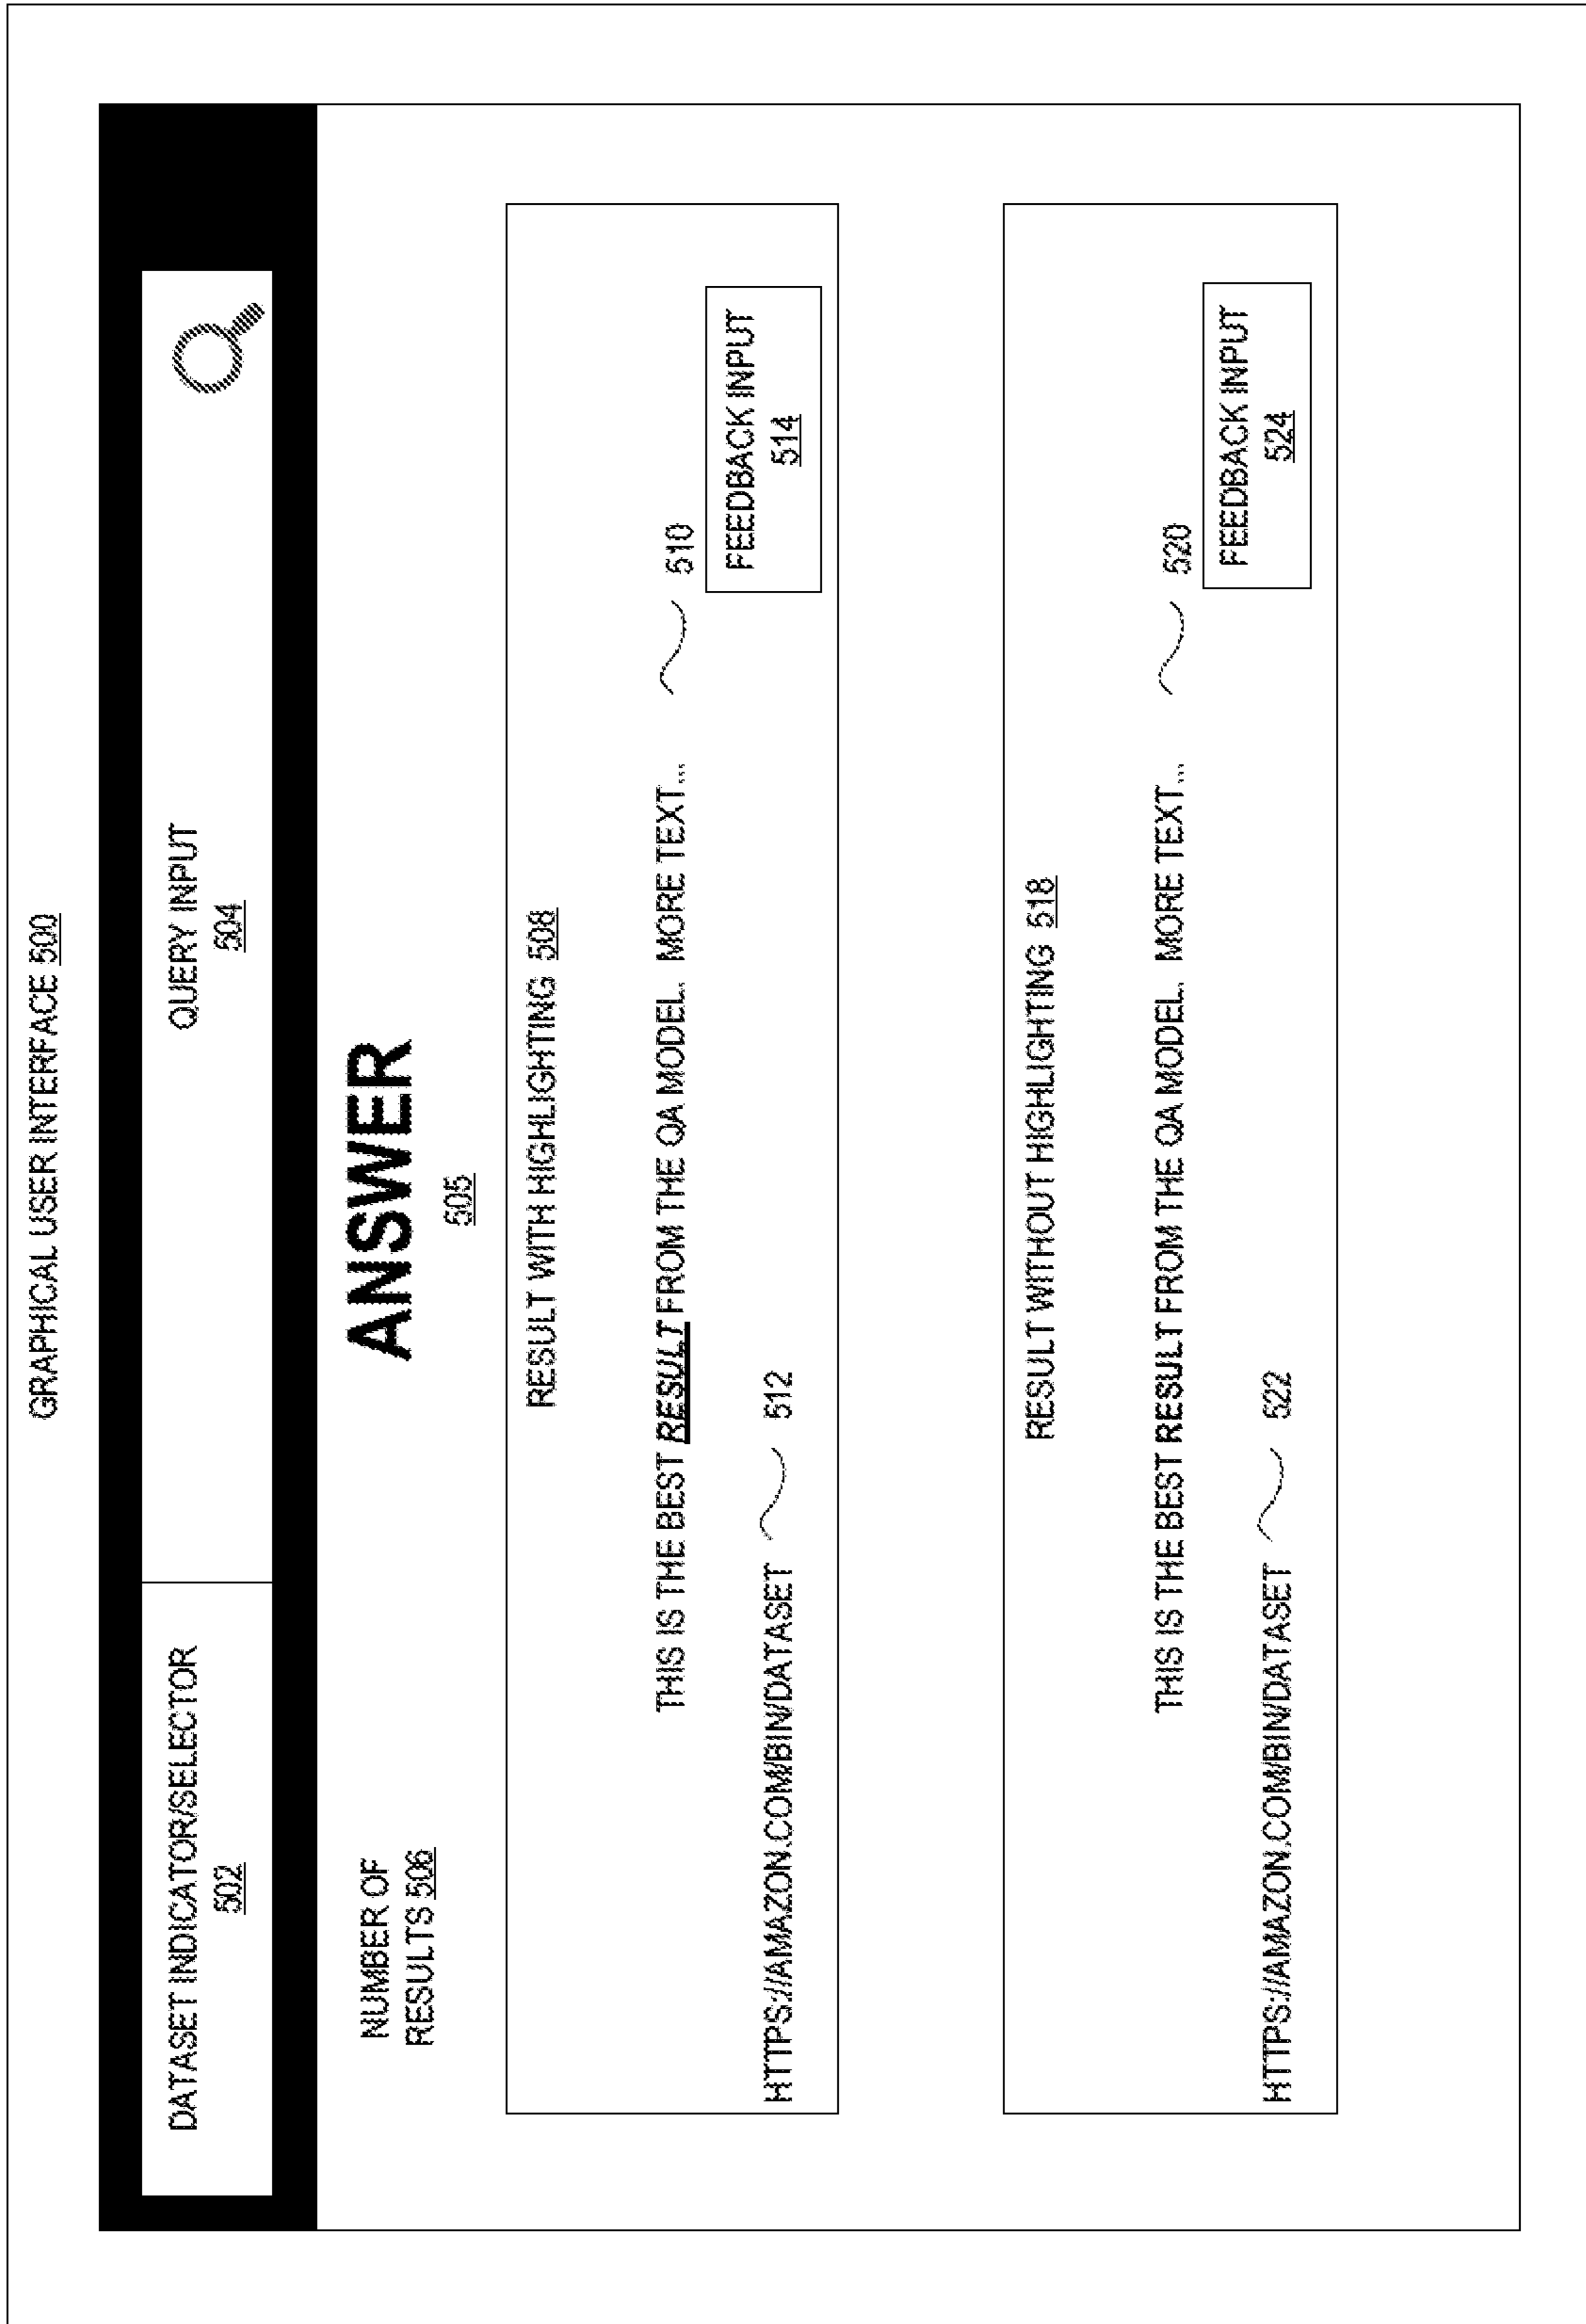 GRAPHICAL USER INTERFACE 500
DATASET INDICATOR/SELECTOR
502
QUERY INPUT
504
NUMBER OF
RESULTS 506
ANSWER
505
RESULT WITH HIGHLIGHTING 508
THIS IS THE BEST RESULT FROM THE QA MODEL. MORE TEXT...
510
HTTPS://AMAZON.COM/BIN/DATASET
512
FEEDBACK INPUT
514
RESULT WITHOUT HIGHLIGHTING 518
THIS IS THE BEST RESULT FROM THE QA MODEL. MORE TEXT...
520
HTTPS://AMAZON.COM/BIN/DATASET
522
FEEDBACK INPUT
524